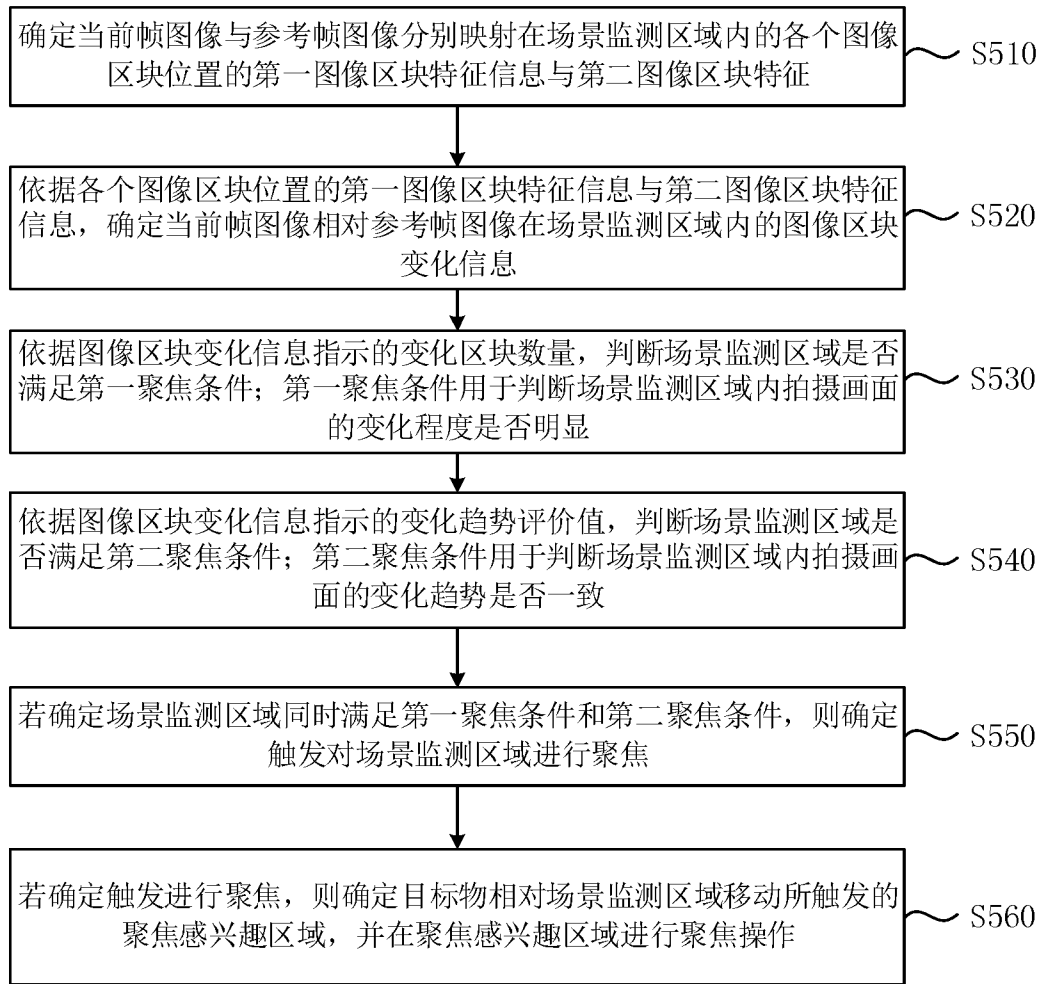 确定当前帧图像与参考帧图像分别映射在场景监测区域内的各个图像
区块位置的第一图像区块特征信息与第二图像区块特征
S510
依据各个图像区块位置的第一图像区块特征信息与第二图像区块特征
信息，确定当前帧图像相对参考帧图像在场景监测区域内的图像区块
变化信息
S520
依据图像区块变化信息指示的变化区块数量，判断场景监测区域是否
满足第一聚焦条件；第一聚焦条件用于判断场景监测区域内拍摄画面
的变化程度是否明显
S530
依据图像区块变化信息指示的变化趋势评价值，判断场景监测区域是
否满足第二聚焦条件；第二聚焦条件用于判断场景监测区域内拍摄画
面的变化趋势是否一致
S540
若确定场景监测区域同时满足第一聚焦条件和第二聚焦条件，则确定
触发对场景监测区域进行聚焦
S550
若确定触发进行聚焦，则确定目标物相对场景监测区域移动所触发的
聚焦感兴趣区域，并在聚焦感兴趣区域进行聚焦操作
S560